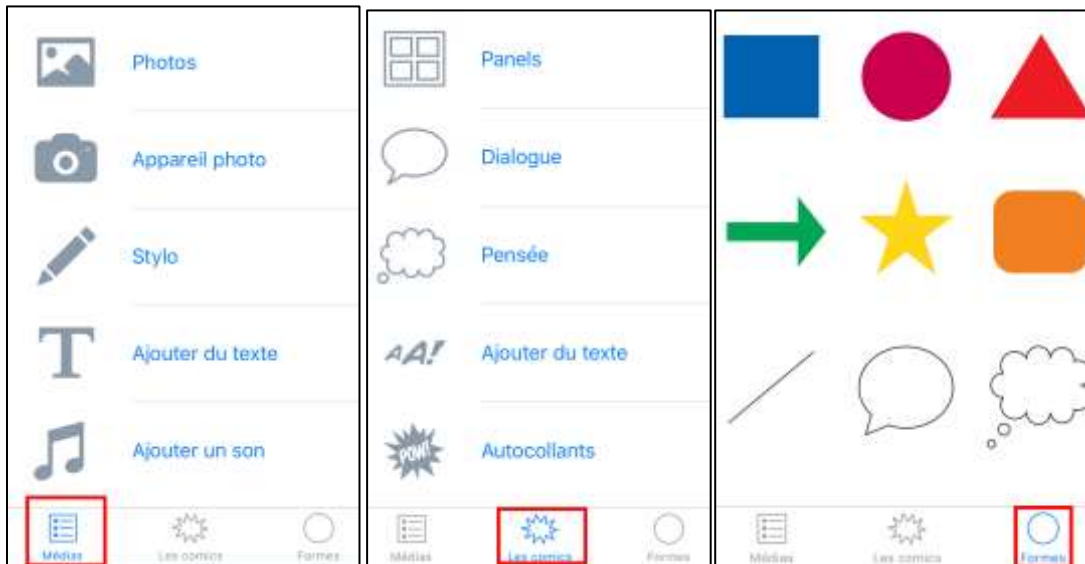 Photos
Appareil photo
Stylo
Ajouter du texte
Ajouter un son
Médias
Les comics
Formes
Panels
Dialogue
Pensée
AA!
Ajouter du texte
POW!
Autocollants
Médias
Les comics
Formes
Médias
Les comics
Formes